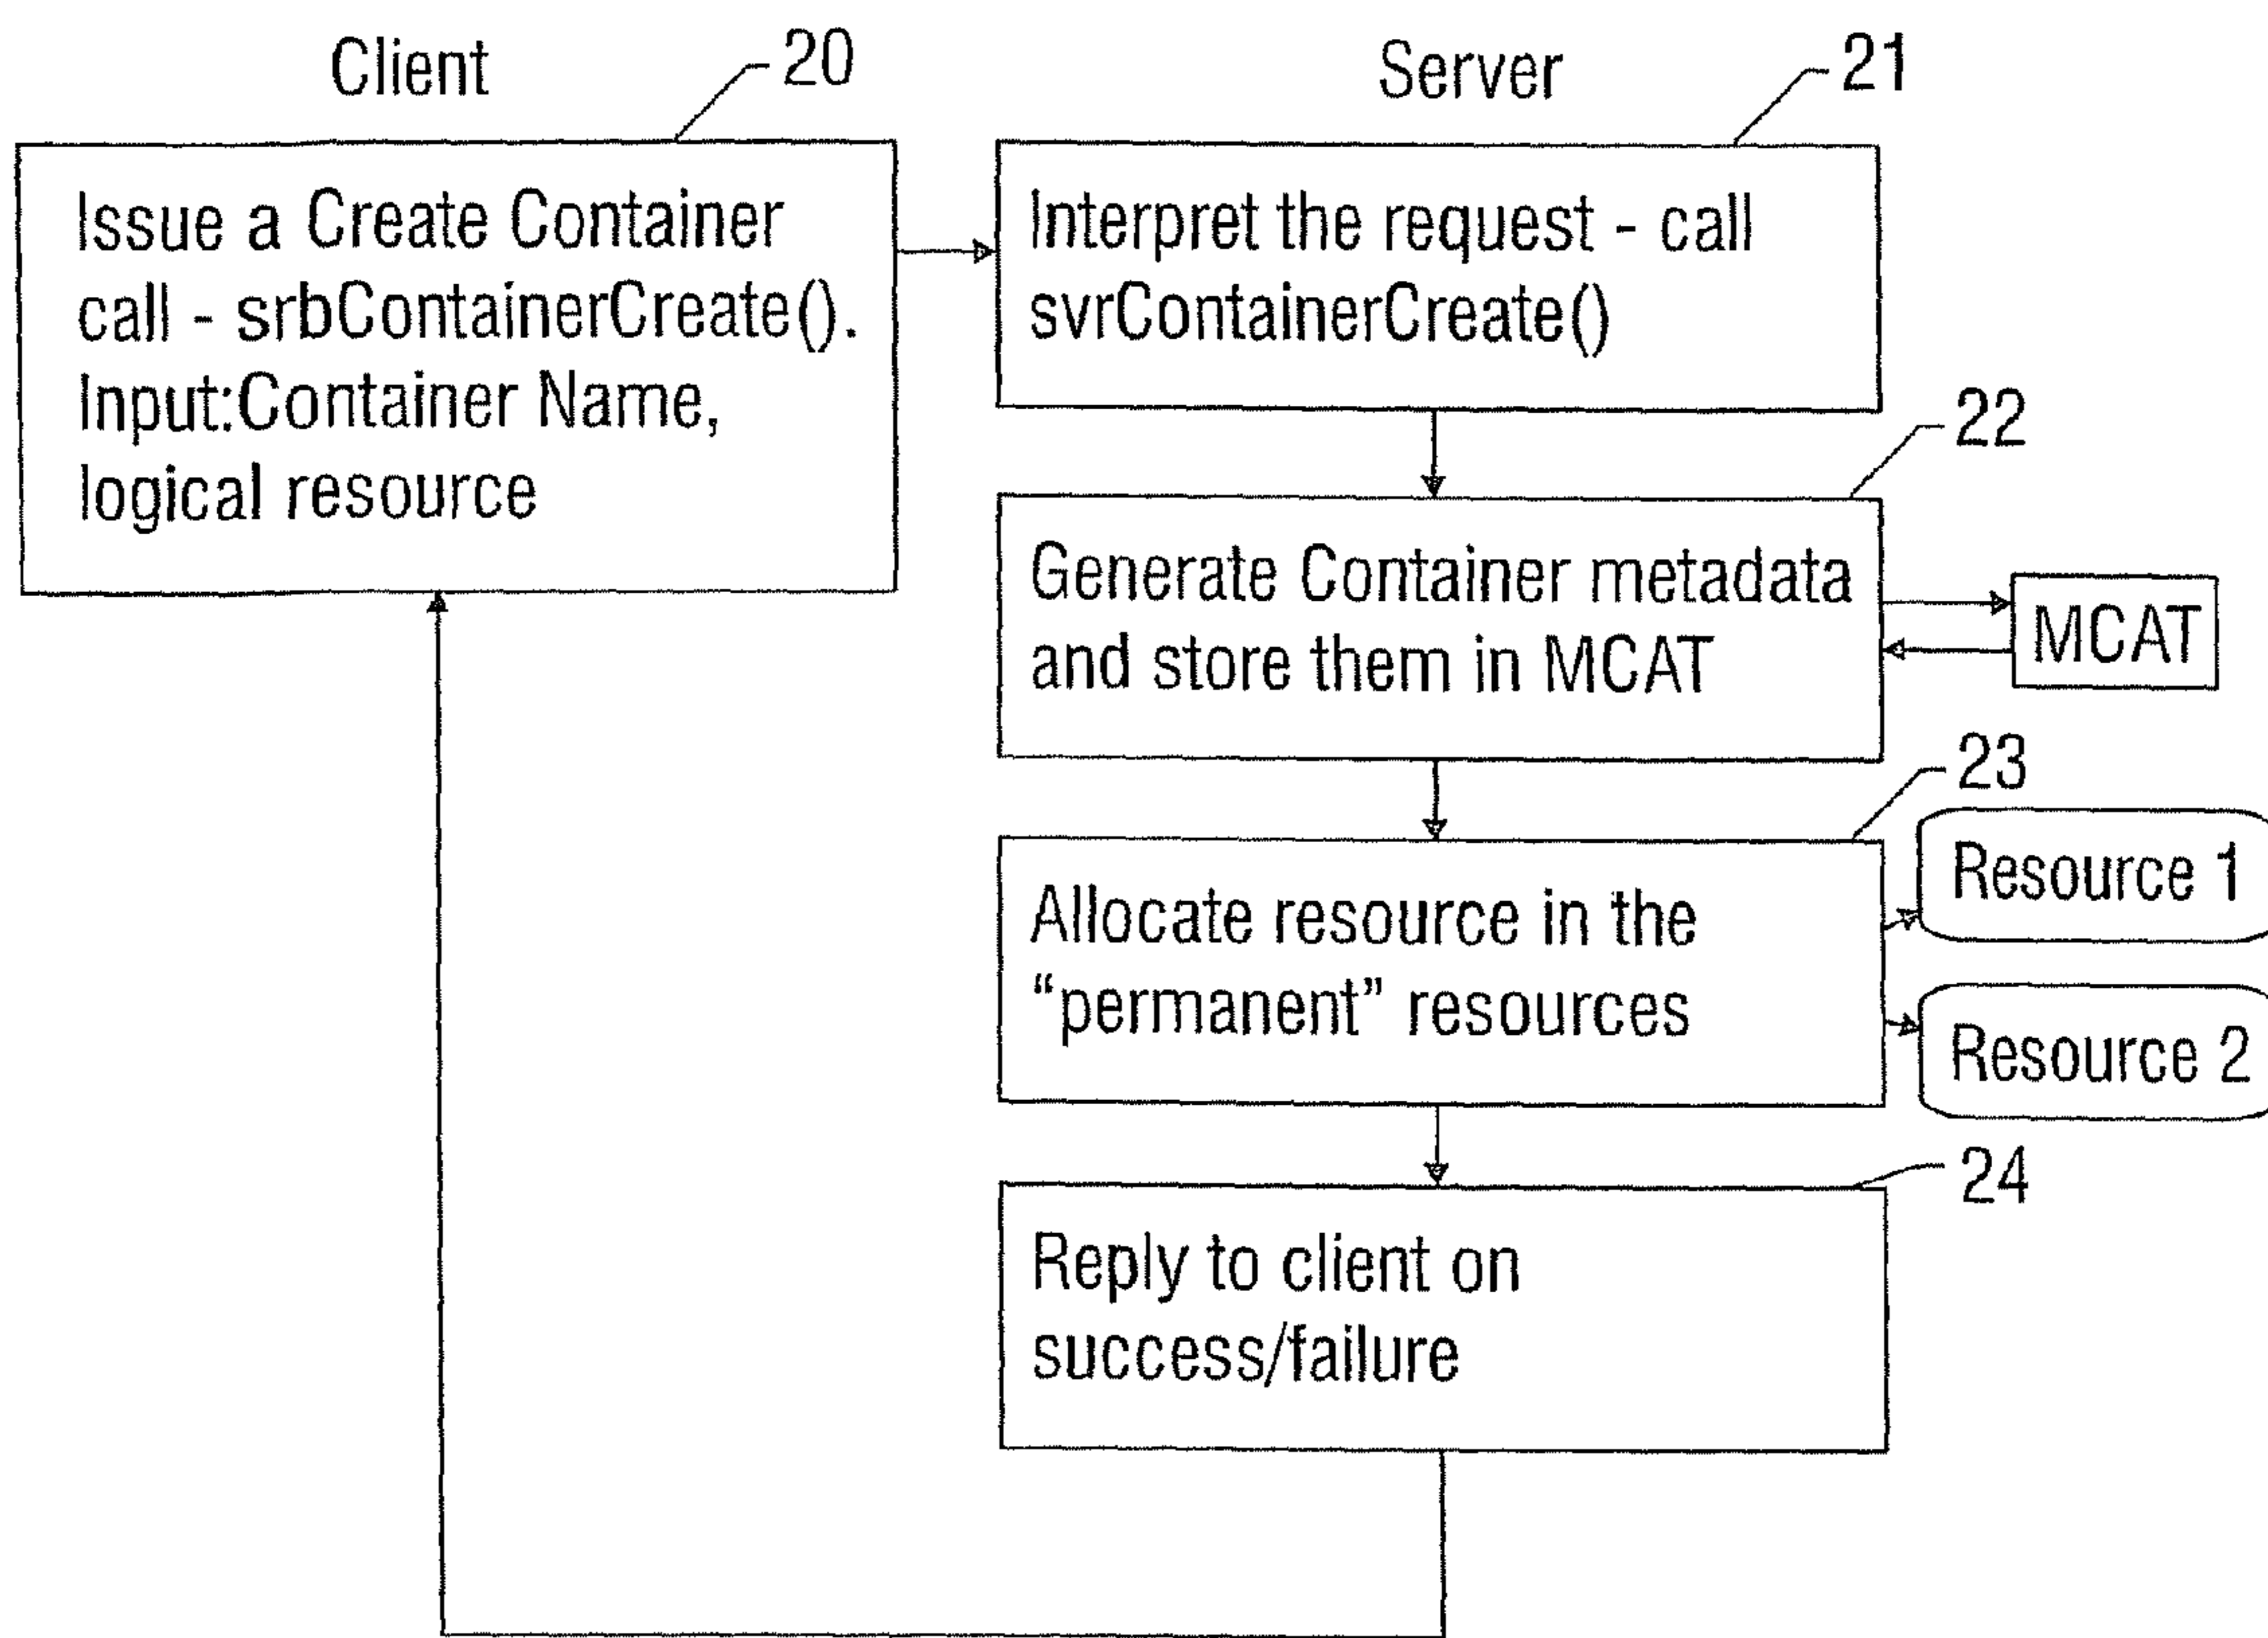 Client
20
Issue a Create Container
call - srbContainerCreate().
Input:Container Name,
logical resource
Server
21
Interpret the request - call
svrContainerCreate()
22
Generate Container metadata
and store them in MCAT
MCAT
23
Allocate resource in the
“permanent” resources
Resource 1
Resource 2
24
Reply to client on
success/failure